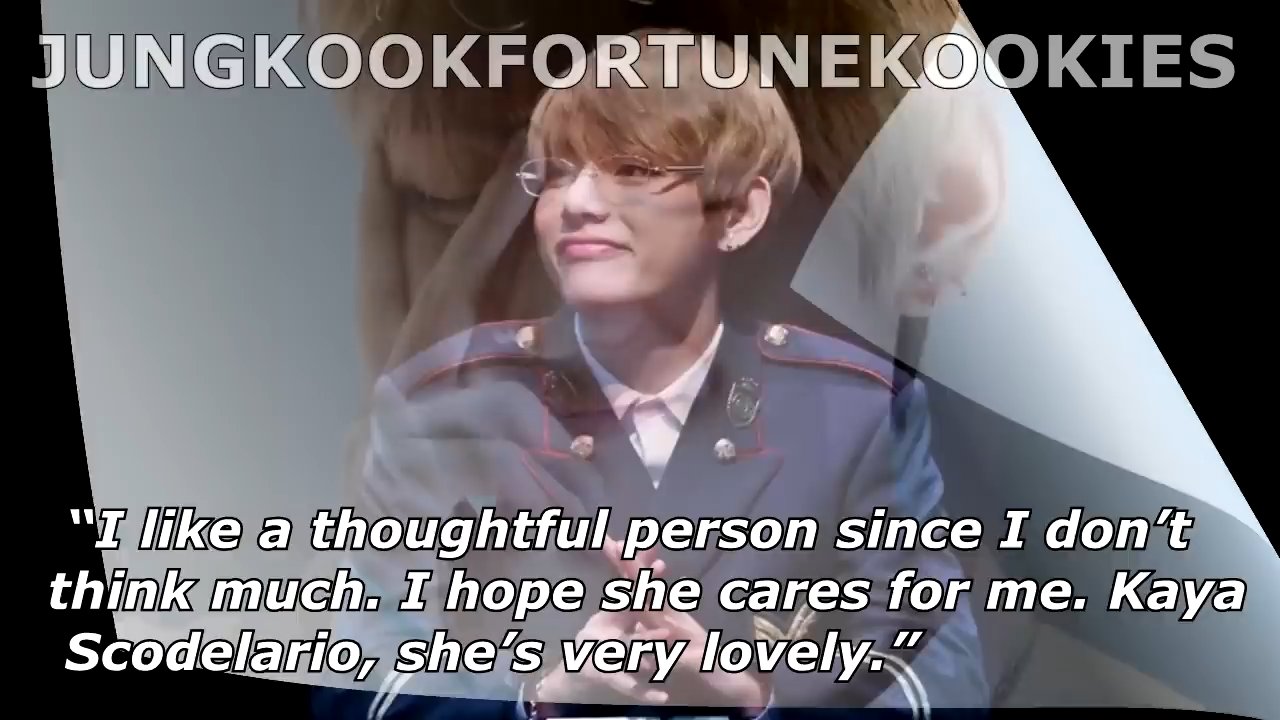 JUNGKOOKFORTUNEKOOKIES
“I like a thoughtful person since I don’t
think much. I hope she cares for me. Kaya
Scodelario, she’s very lovely.”